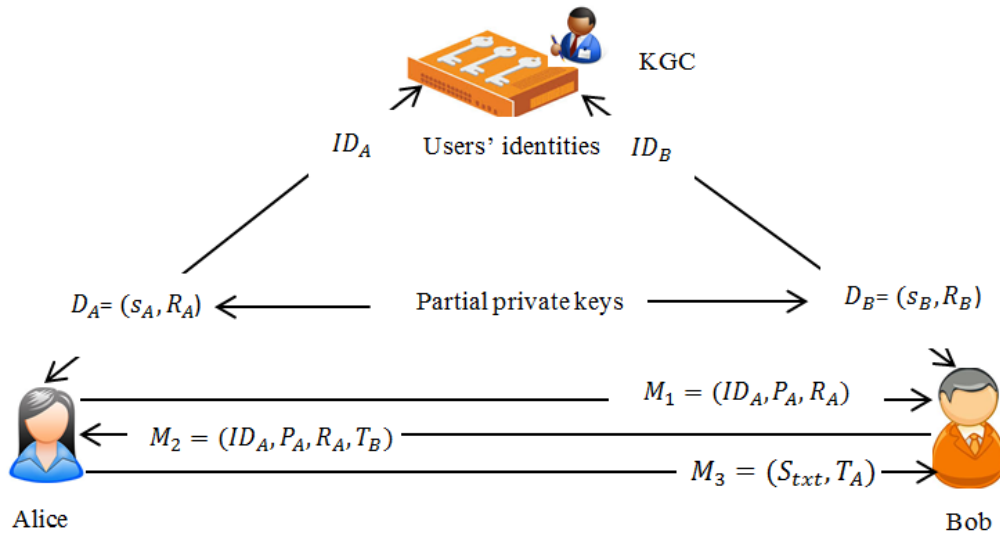 KGC
ID_A Users’ identities ID_B
D_A= (s_A, R_A) Partial private keys D_B= (s_B, R_B)
M_1 = (ID_A, P_A, R_A)
M_2 = (ID_A, P_A, R_A, T_B)
M_3 = (S_txt, T_A)
Alice Bob